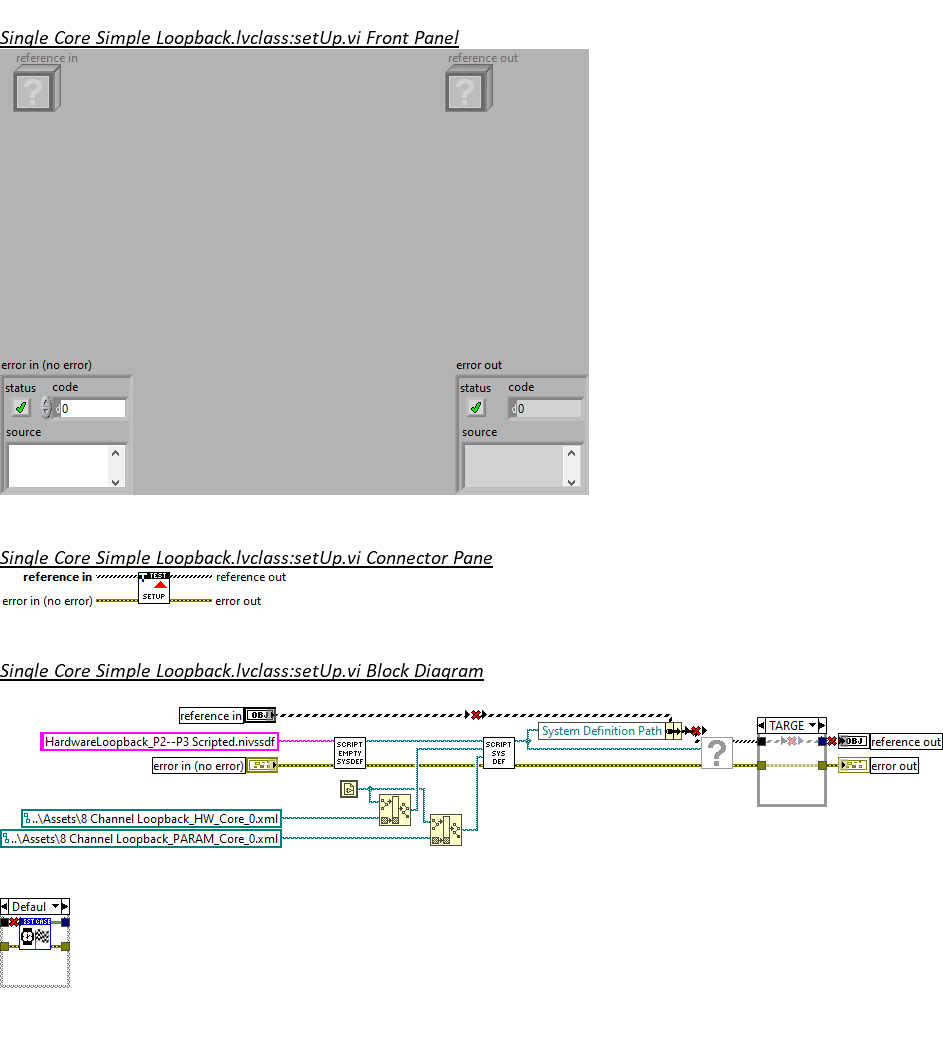 Single Core Simple Loopback.lvclass:setUp.vi Front Panel
reference in
reference out
?
?
error in (no error)
error out
status
code
status
code
d
0
d
0
source
source
Single Core Simple Loopback.lvclass:setUp.vi Connector Pane
reference in
TEST
reference out
error in (no error)
SETUP
error out
Single Core Simple Loopback.lvclass:setUp.vi Block Diagram
reference in
OBJ
System Definition Path
TARGE
HardwareLoopback_P2--P3 Scripted.nivssdf
SCRIPT
EMPTY
SYSDEF
SCRIPT
SYS
DEF
?
OBJ
reference out
error in (no error)
error out
..\Assets\8 Channel Loopback_HW_Core_0.xml
..\Assets\8 Channel Loopback_PARAM_Core_0.xml
Defaul